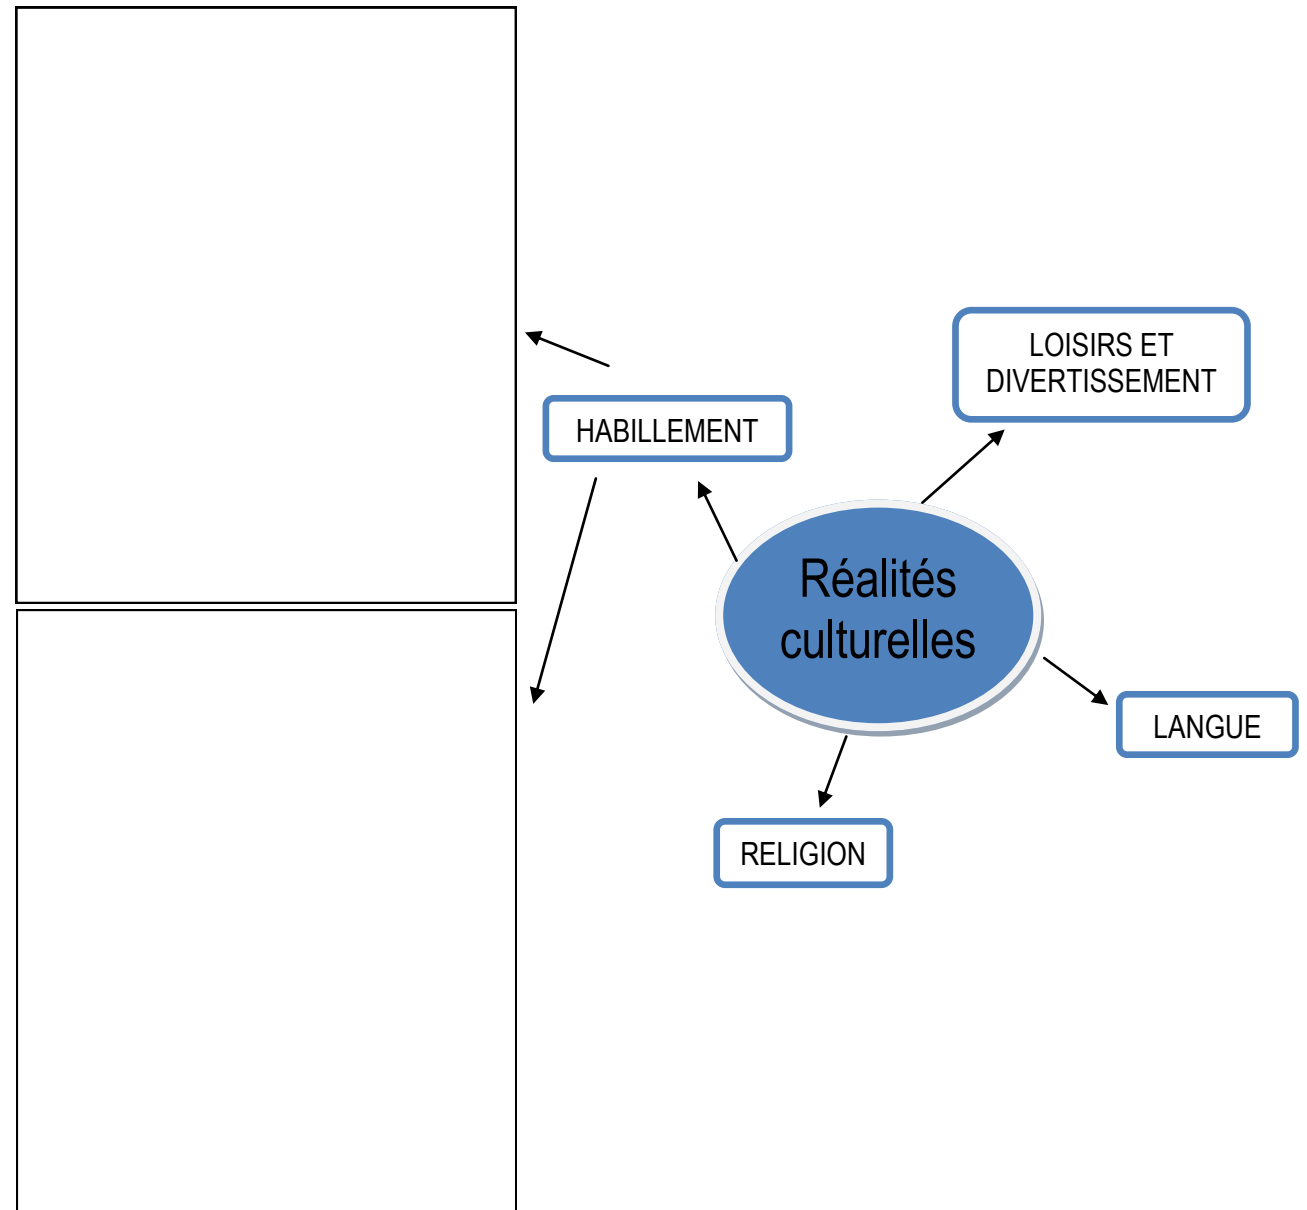 LOISIRS ET
DIVERTISSEMENT
HABILLEMENT
Réalités
culturelles
LANGUE
RELIGION